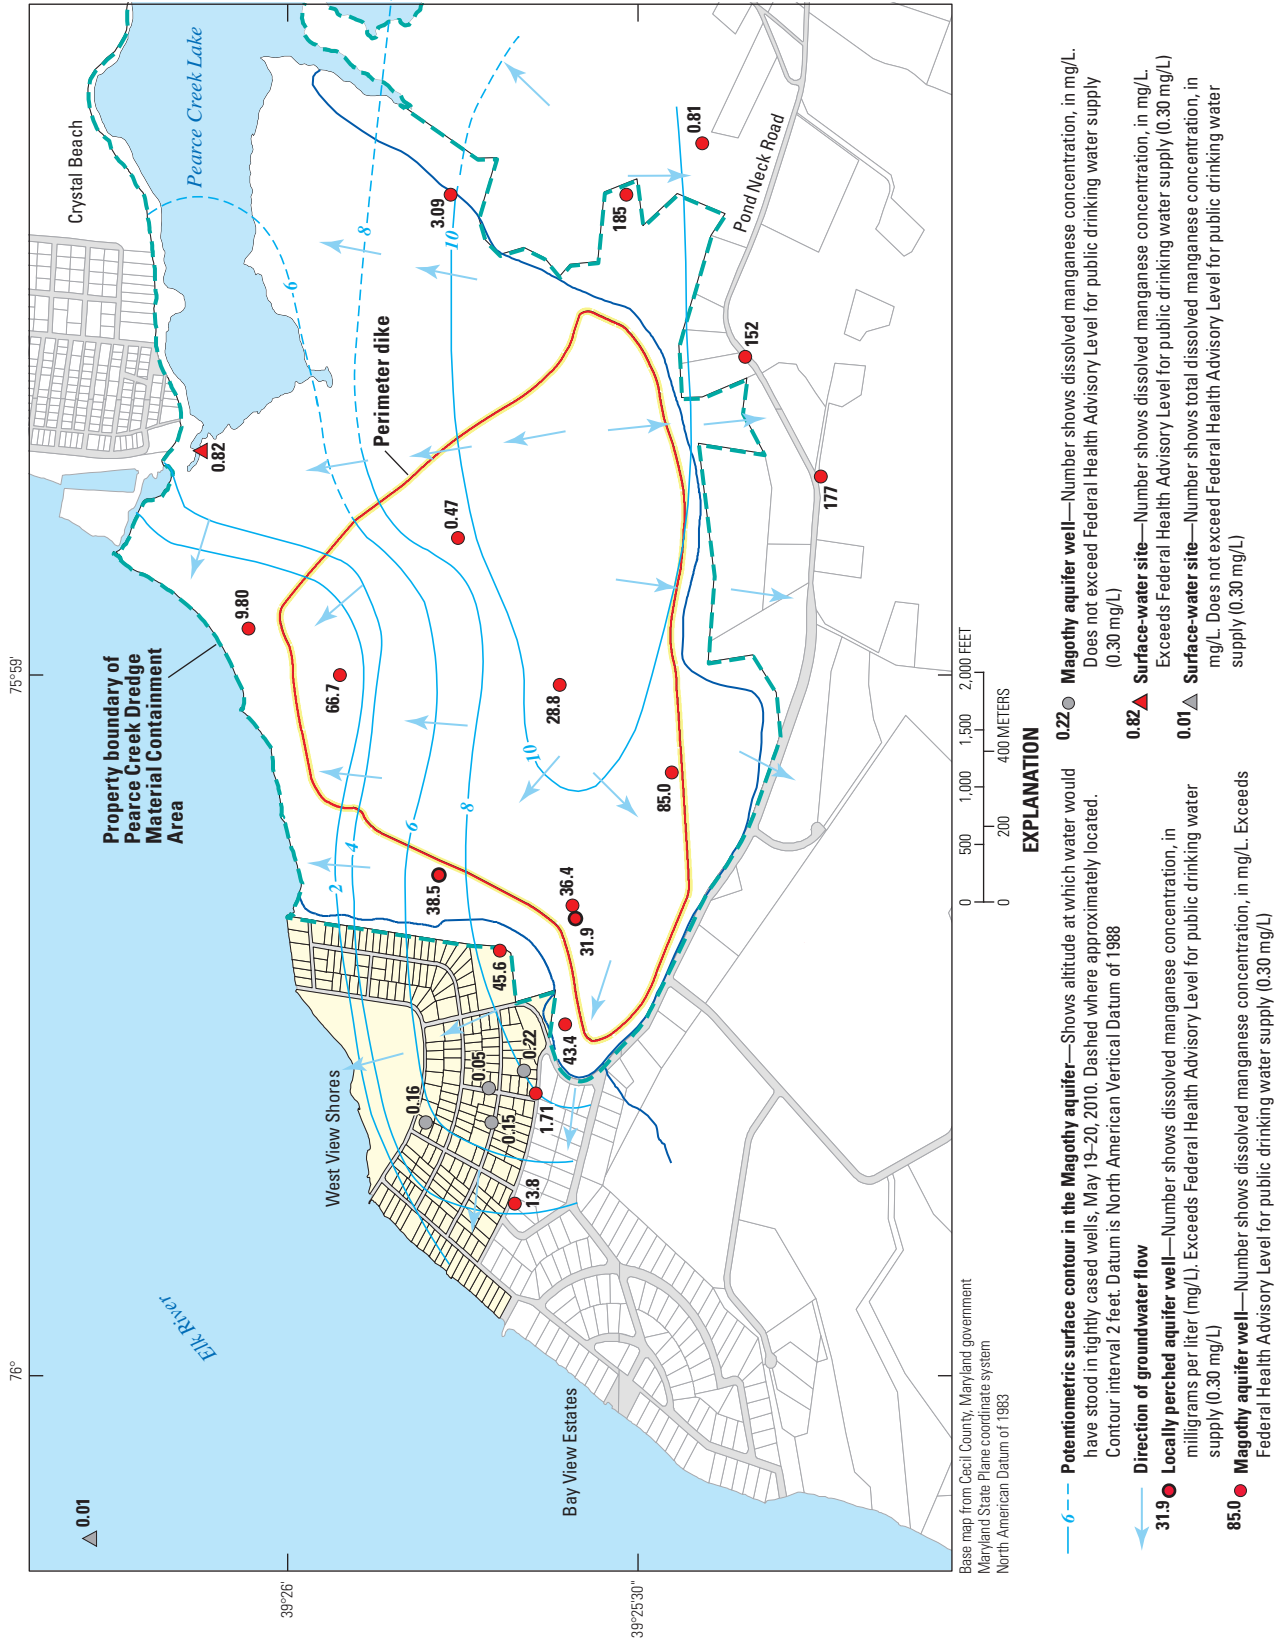 76°
75°59'
39°26'
39°25'30"
Crystal Beach
Pearce Creek Lake
Elk River
West View Shores
Bay View Estates
Pond Neck Road
Perimeter dike
Property boundary of
Pearce Creek Dredge
Material Containment
Area
0.01
0.82
9.80
66.7
0.47
3.09
185
0.81
152
177
28.8
85.0
38.5
36.4
31.9
45.6
43.4
0.22
0.05
0.16
0.15
1.71
13.8
2
4
6
8
10
6
8
10
Base map from Cecil County, Maryland government
Maryland State Plane coordinate system
North American Datum of 1983
0 500 1,000 1,500 2,000 FEET
0 200 400 METERS
EXPLANATION
6 Potentiometric surface contour in the Magothy aquifer—Shows altitude at which water would
have stood in tightly cased wells, May 19–20, 2010. Dashed where approximately located.
Contour interval 2 feet. Datum is North American Vertical Datum of 1988
Direction of groundwater flow
31.9 Locally perched aquifer well—Number shows dissolved manganese concentration, in
milligrams per liter (mg/L). Exceeds Federal Health Advisory Level for public drinking water
supply (0.30 mg/L)
85.0 Magothy aquifer well—Number shows dissolved manganese concentration, in mg/L. Exceeds
Federal Health Advisory Level for public drinking water supply (0.30 mg/L)
0.22 Magothy aquifer well—Number shows dissolved manganese concentration, in mg/L.
Does not exceed Federal Health Advisory Level for public drinking water supply
(0.30 mg/L)
0.82 Surface-water site—Number shows dissolved manganese concentration, in mg/L.
Exceeds Federal Health Advisory Level for public drinking water supply (0.30 mg/L)
0.01 Surface-water site—Number shows total dissolved manganese concentration, in
mg/L. Does not exceed Federal Health Advisory Level for public drinking water
supply (0.30 mg/L)